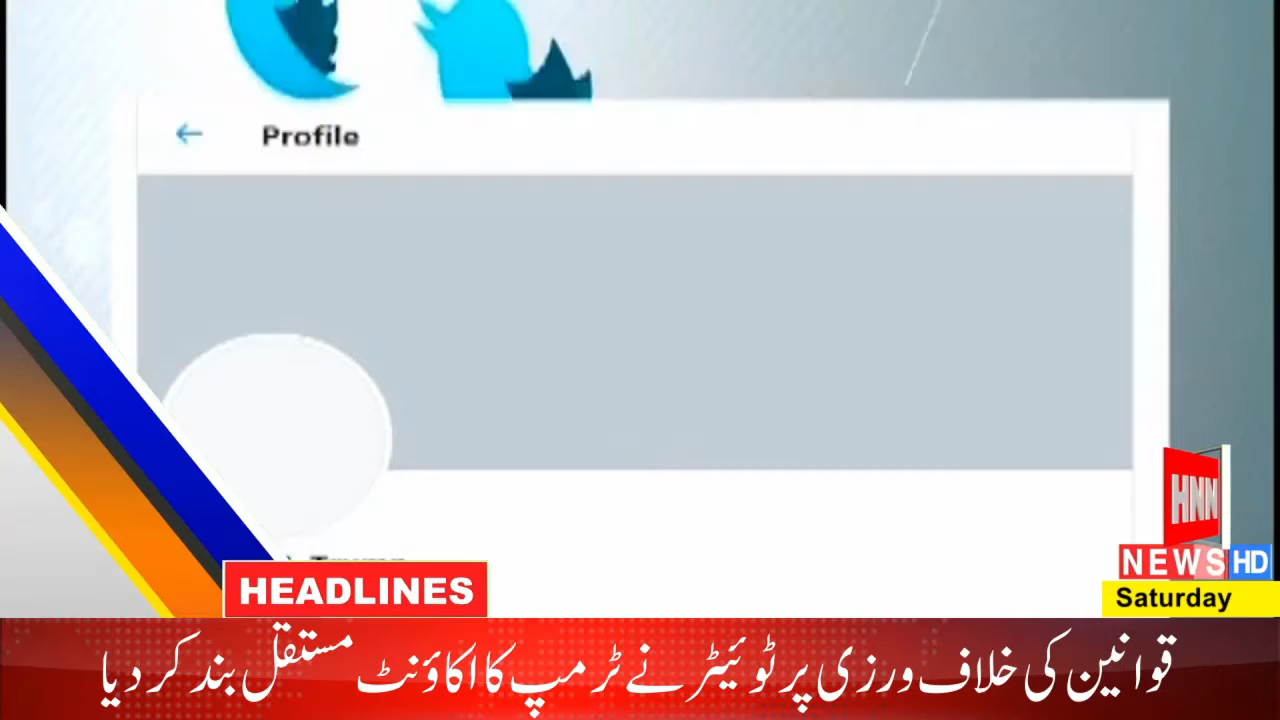 Profile
HNN
NEWS HD
Saturday
HEADLINES
قوانین کی خلاف ورزی پر ٹوئیٹر نے ٹرمپ کا اکاؤنٹ مستقل بند کر دیا